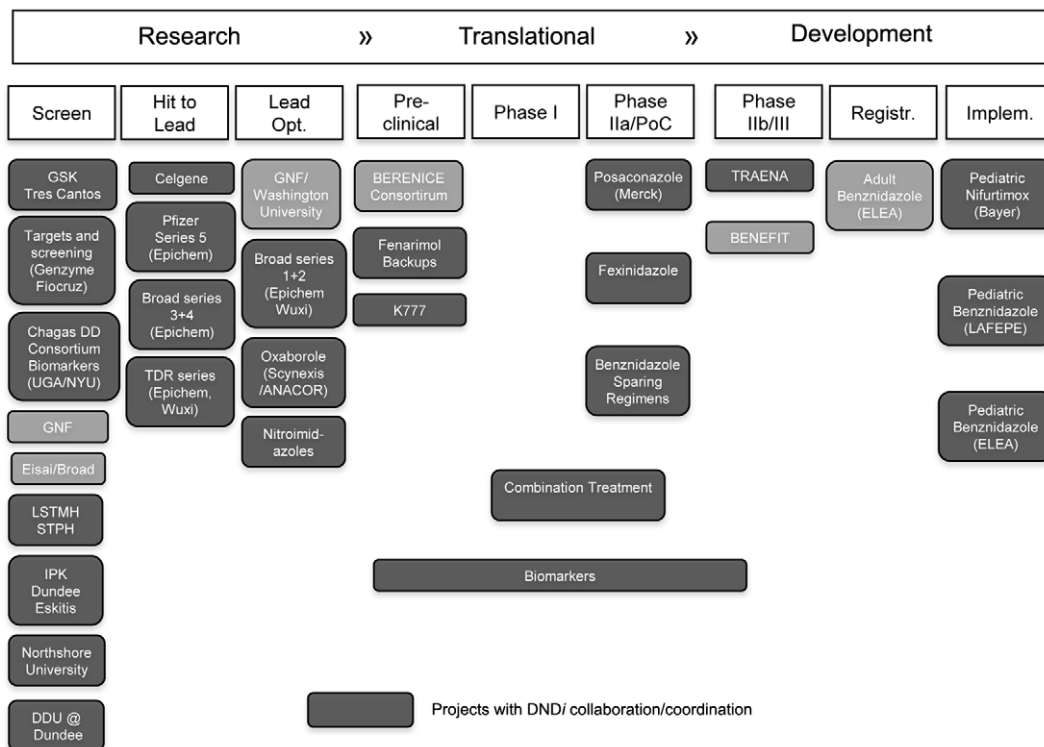 Research » Translational » Development
Screen
Hit to
Lead
Lead
Opt.
Pre-
clinical
Phase I
Phase
IIa/PoC
Phase
IIb/III
Registr.
Implem.
GSK
Tres Cantos
Targets and
screening
(Genzyme
Fiocruz)
Chagas DD
Consortium
Biomarkers
(UGA/NYU)
GNF
Eisai/Broad
LSTMH
STPH
IPK
Dundee
Eskitis
Northshore
University
DDU @
Dundee
Celgene
Pfizer
Series 5
(Epichem)
Broad series
3+4
(Epichem)
TDR series
(Epichem,
Wuxi)
GNF/
Washington
University
Broad series
1+2
(Epichem
Wuxi)
Oxaborole
(Scynexis
/ANACOR)
Nitroimid-
azoles
BERENICE
Consortirum
Fenarimol
Backups
K777
Posaconazole
(Merck)
Fexinidazole
Benznidazole
Sparing
Regimens
Combination Treatment
Biomarkers
TRAENA
BENEFIT
Adult
Benznidazole
(ELEA)
Pediatric
Nifurtimox
(Bayer)
Pediatric
Benznidazole
(LAFEPE)
Pediatric
Benznidazole
(ELEA)
Projects with DNDi collaboration/coordination